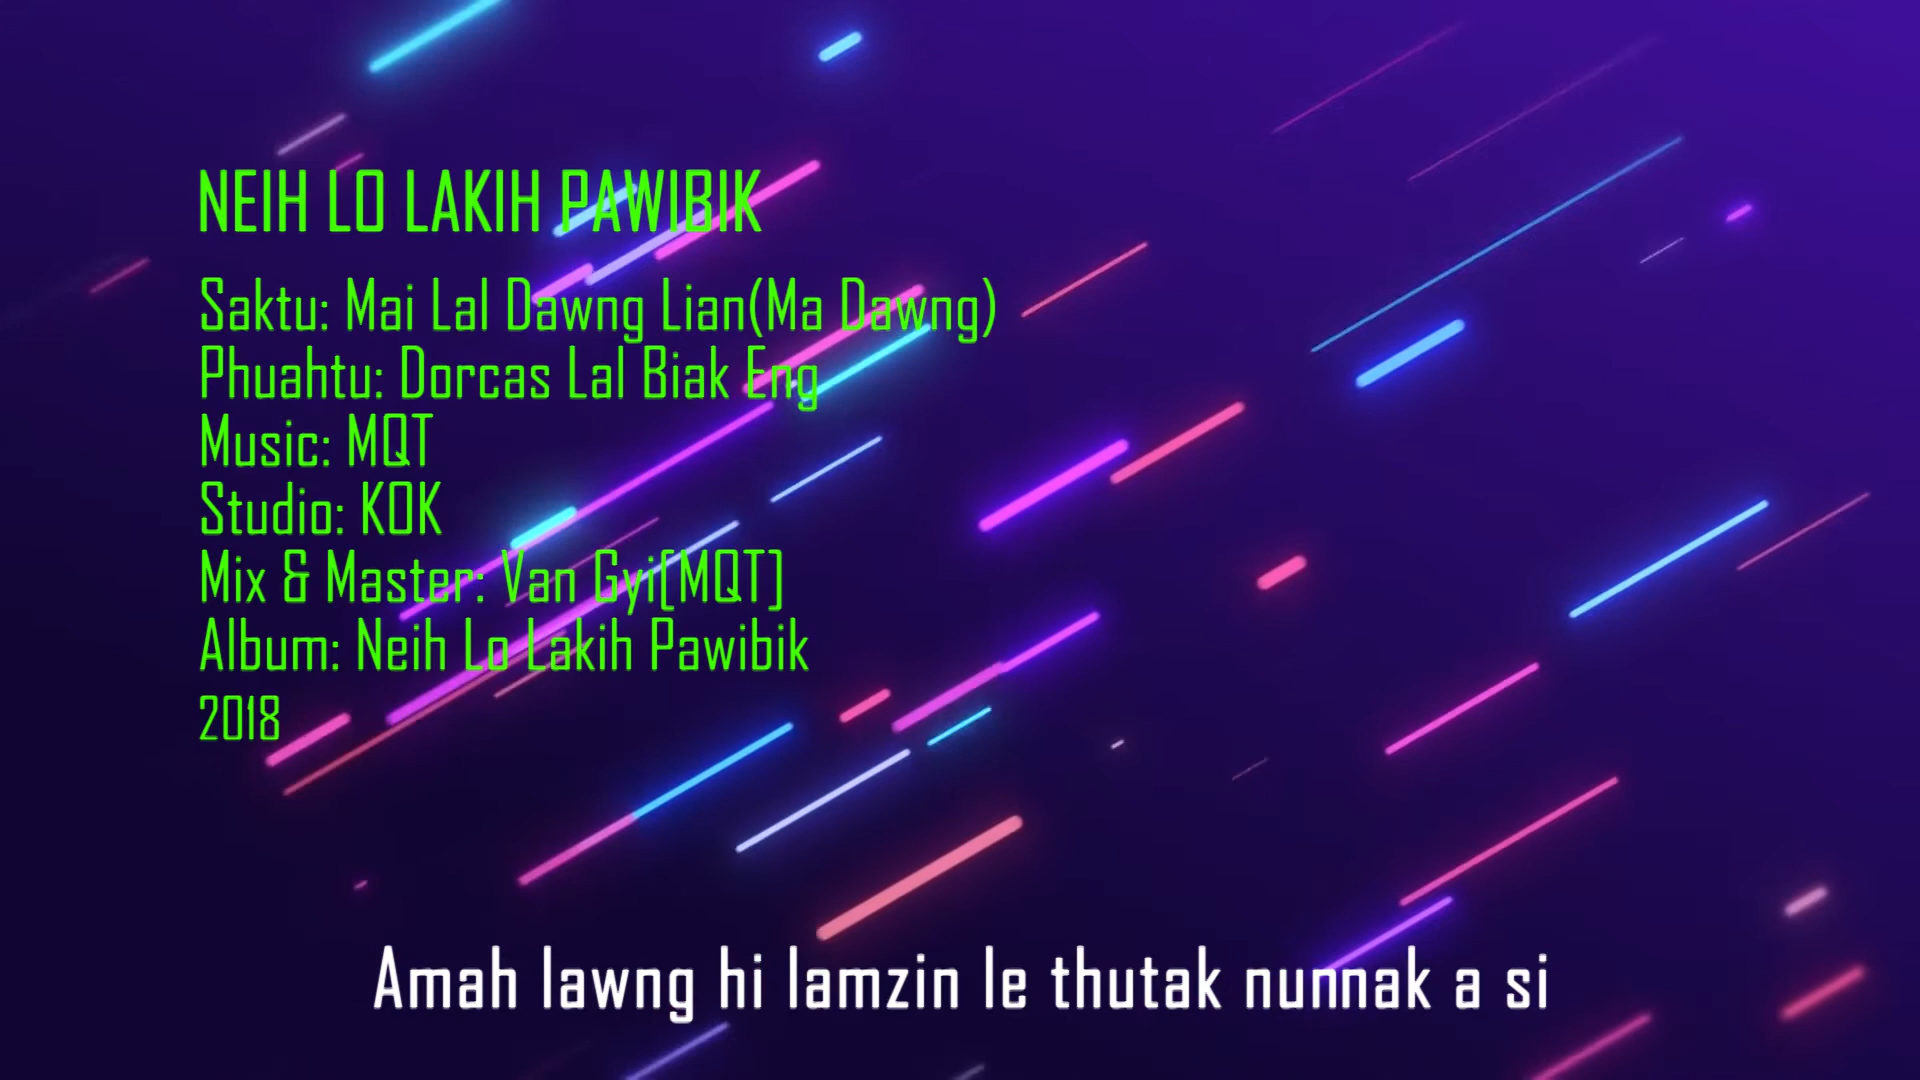 NEIH LO LAKIH PAWIBIK
Saktu: Mai Lal Dawng Lian(Ma Dawng)
Phuahtu: Dorcas Lal Biak Eng
Music: MQT
Studio: KOK
Mix & Master: Van Gyi[MQT]
Album: Neih Lo Lakih Pawibik
2018
Amah lawng hi lamzin le thutak nunnak a si